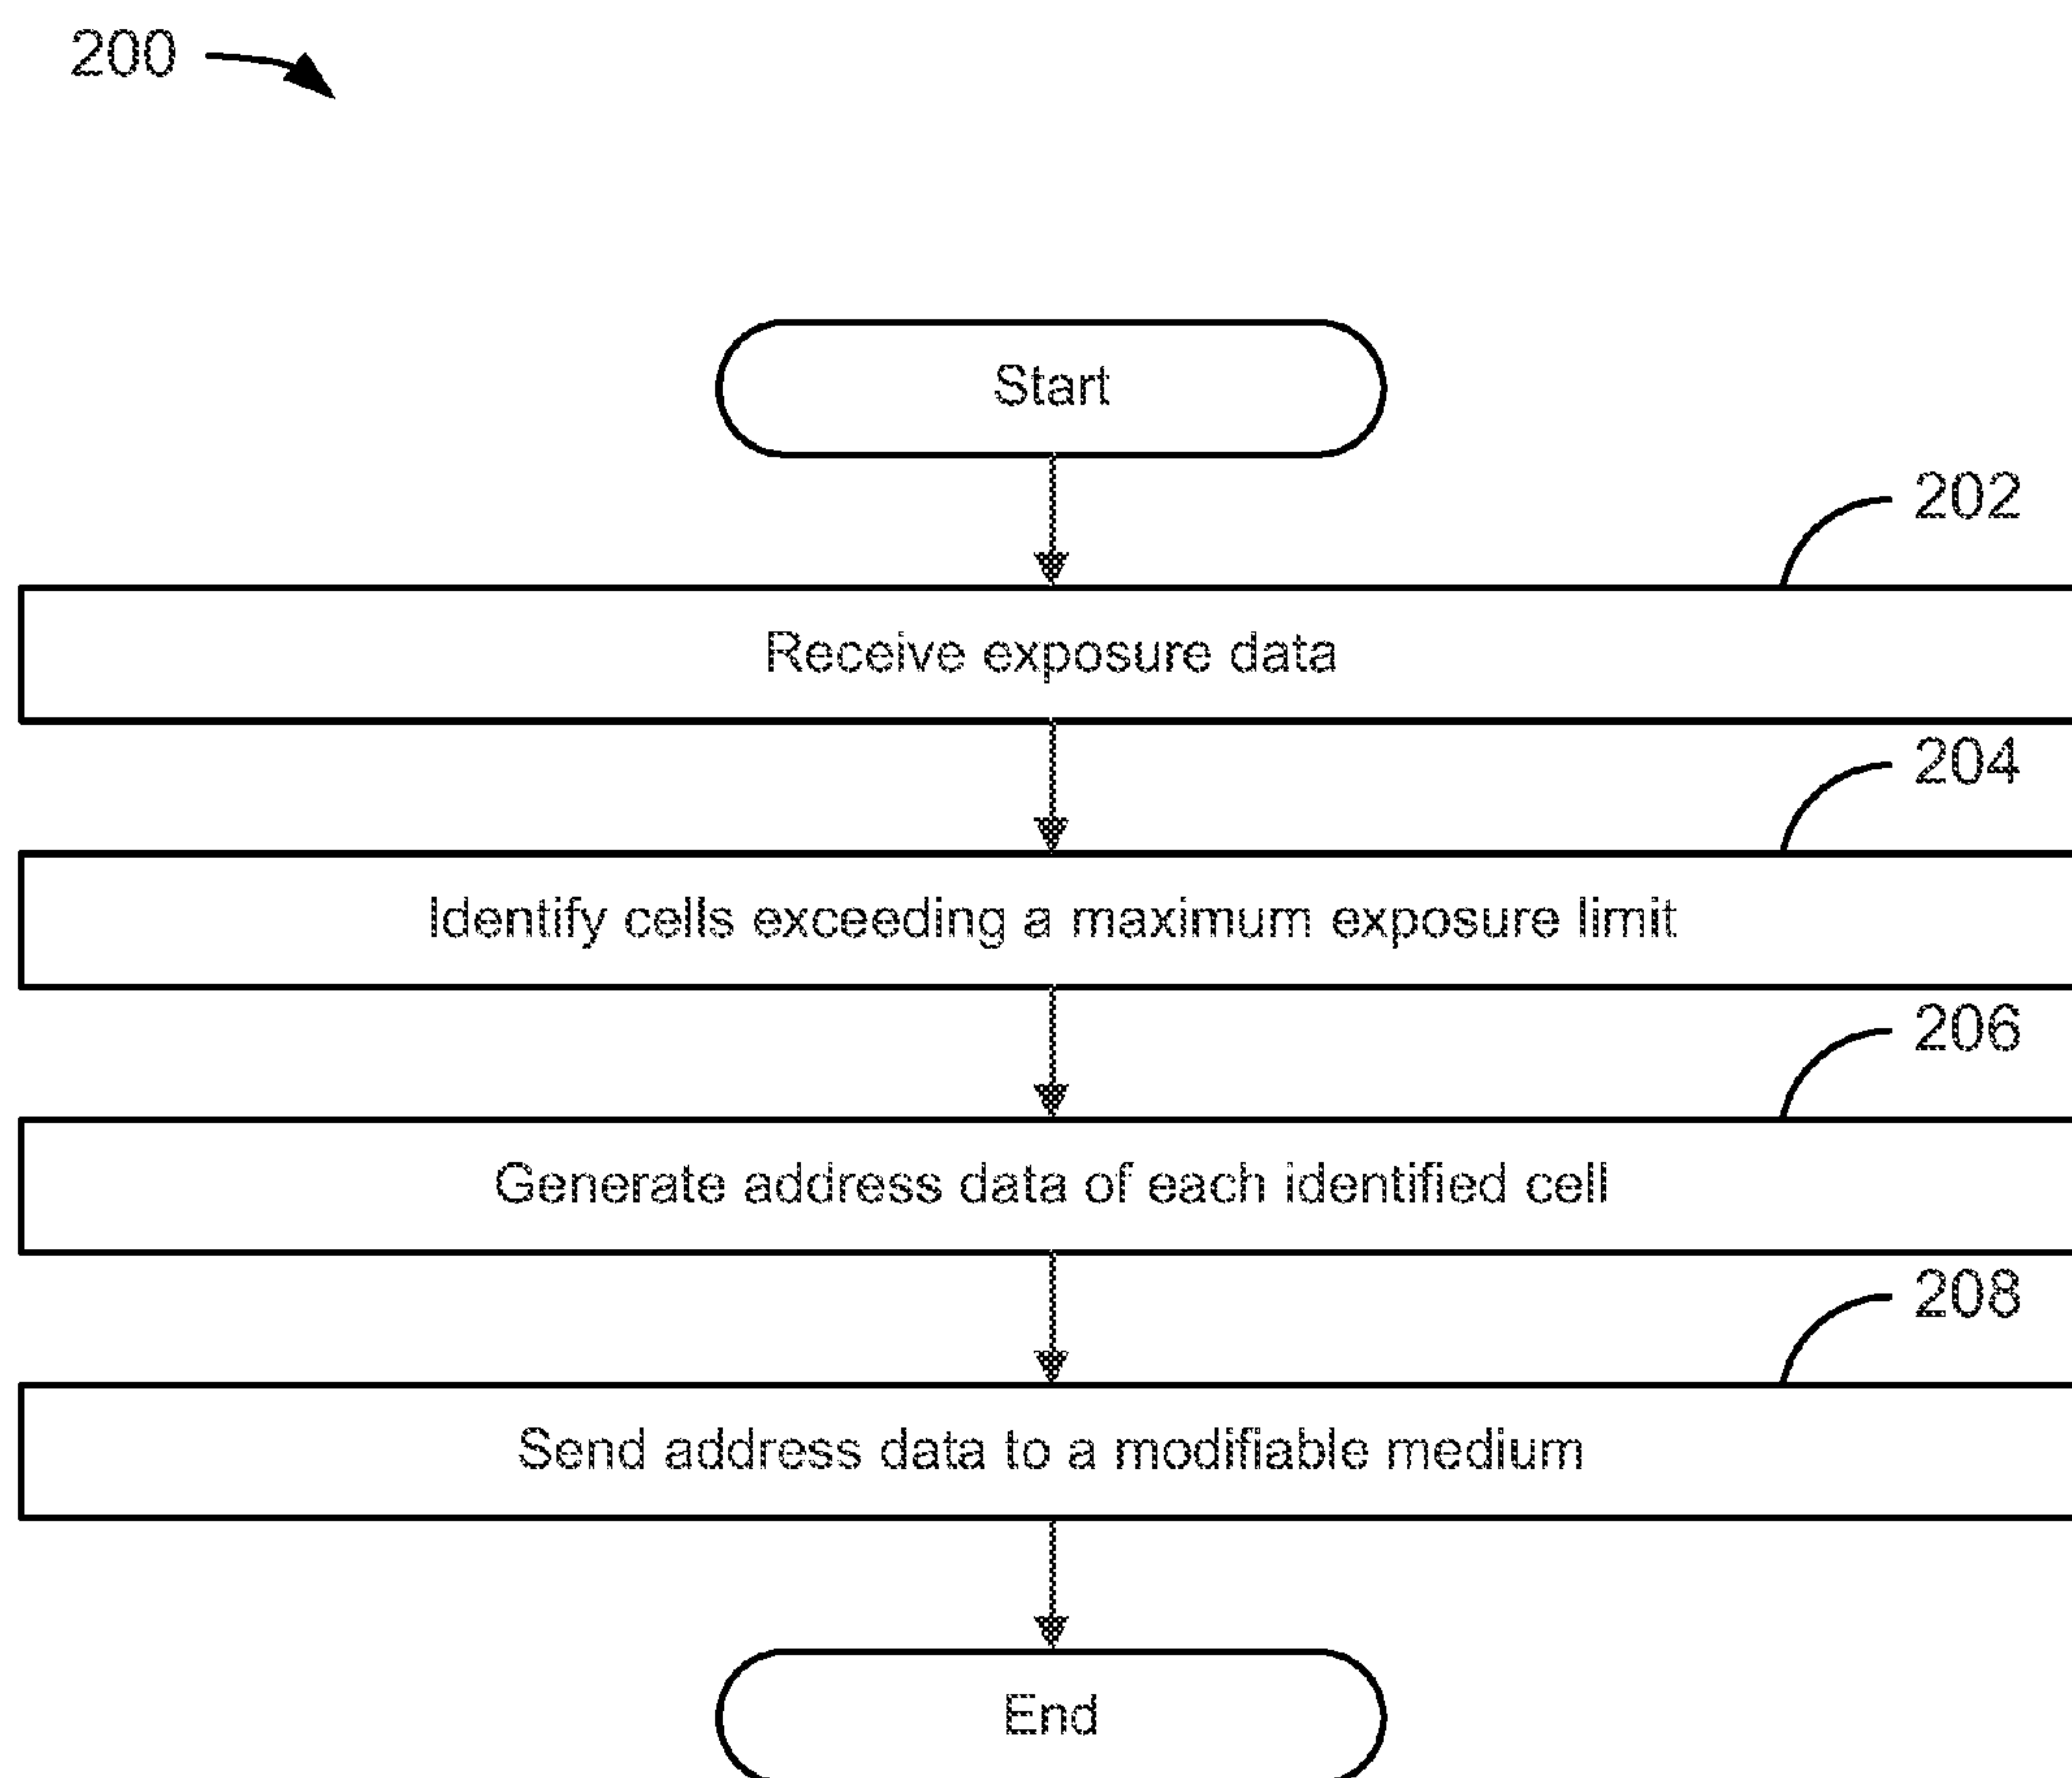 200
Start
202
Receive exposure data
204
Identify cells exceeding a maximum exposure limit
206
Generate address data of each identified cell
208
Send address data to a modifiable medium
End